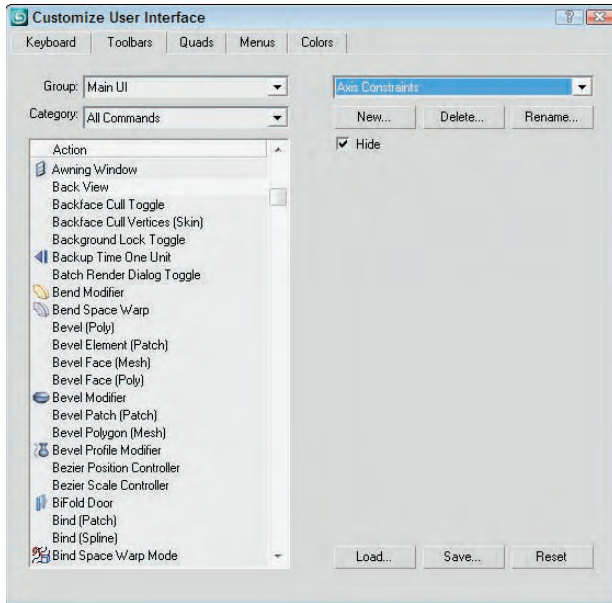 Customize User Interface
Keyboard Toolbars Quads Menus Colors
Group: Main UI
Category: All Commands
Action
Awning Window
Back View
Backface Cull Toggle
Backface Cull Vertices (Skin)
Background Lock Toggle
Backup Time One Unit
Batch Render Dialog Toggle
Bend Modifier
Bend Space Warp
Bevel (Poly)
Bevel Element (Patch)
Bevel Face (Mesh)
Bevel Face (Poly)
Bevel Modifier
Bevel Patch (Patch)
Bevel Polygon (Mesh)
Bevel Profile Modifier
Bezier Position Controller
Bezier Scale Controller
BiFold Door
Bind (Patch)
Bind (Spline)
Bind Space Warp Mode
Axis Constraints
New... Delete... Rename...
Hide
Load... Save... Reset